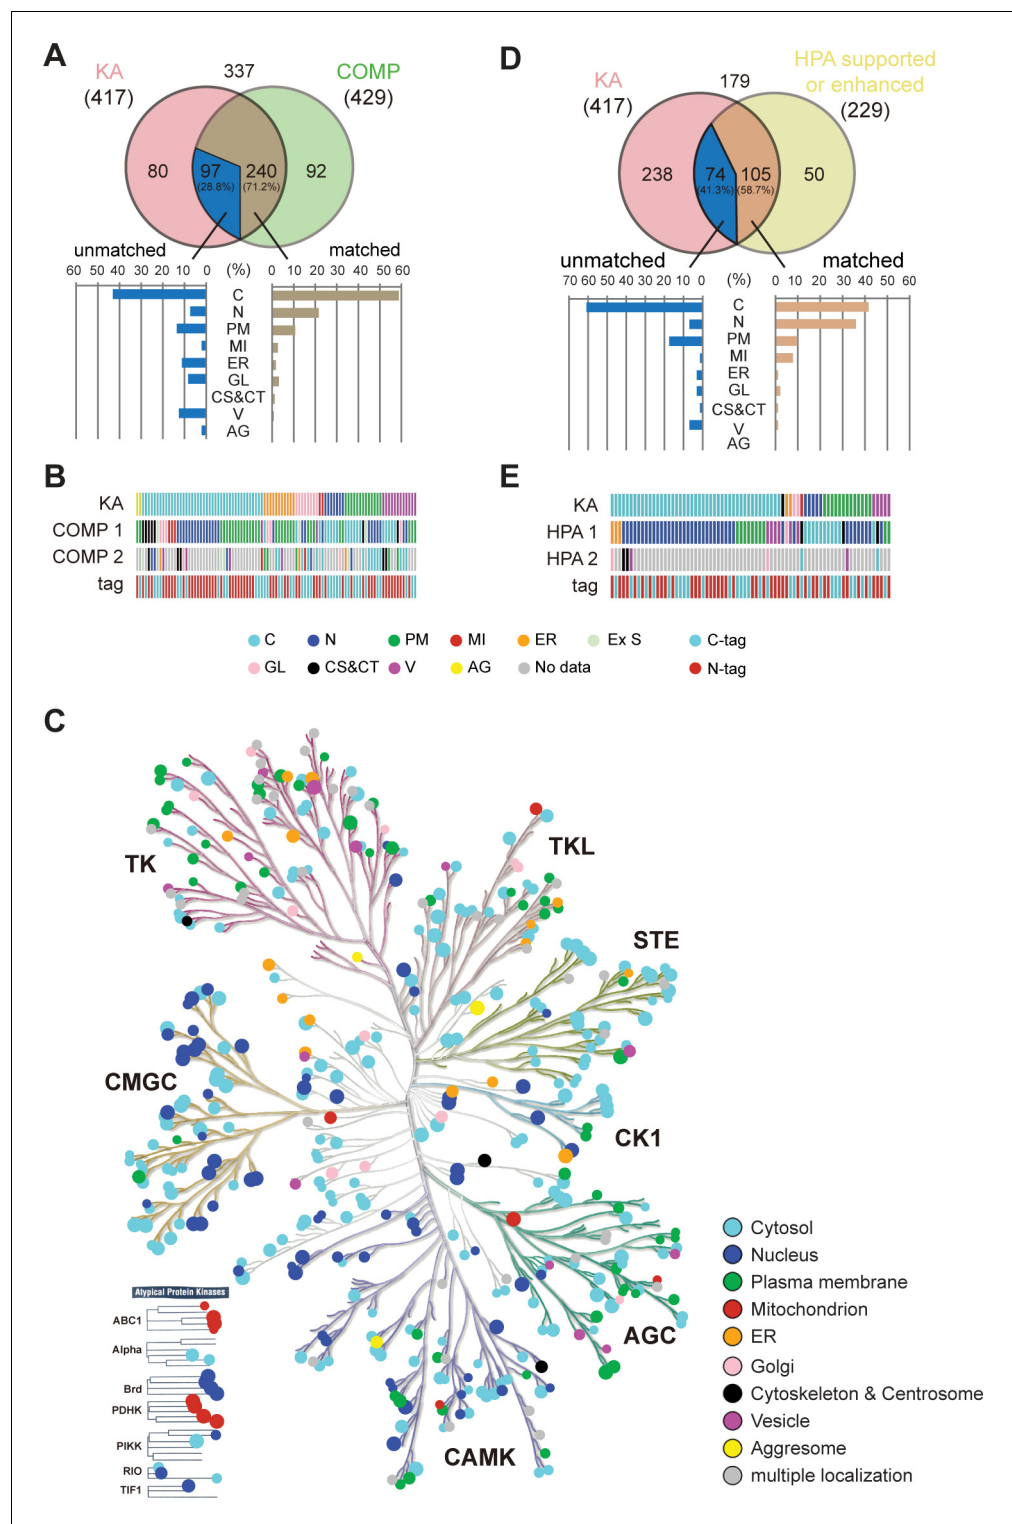 A
KA
(417)
337
COMP
(429)
80
97
(28.8%)
240
(71.2%)
92
unmatched
matched
60 50 40 30 20 10 0 (%) 0 10 20 30 40 50 60
C
N
PM
MI
ER
GL
CS&CT
V
AG
D
KA
(417)
179
HPA supported
or enhanced
(229)
238
74
(41.3%)
105
(58.7%)
50
unmatched
matched
70 60 50 40 30 20 10 0 (%) 0 10 20 30 40 50 60
C
N
PM
MI
ER
GL
CS&CT
V
AG
B
KA
COMP 1
COMP 2
tag
E
KA
HPA 1
HPA 2
tag
C N PM MI ER Ex S C-tag
GL CS&CT V AG No data N-tag
C
TK
TKL
STE
CMGC
CK1
AGC
CAMK
Atypical Protein Kinases
ABC1
Alpha
Brd
PDHK
PIKK
RIO
TIF1
Cytosol
Nucleus
Plasma membrane
Mitochondrion
ER
Golgi
Cytoskeleton & Centrosome
Vesicle
Aggresome
multiple localization